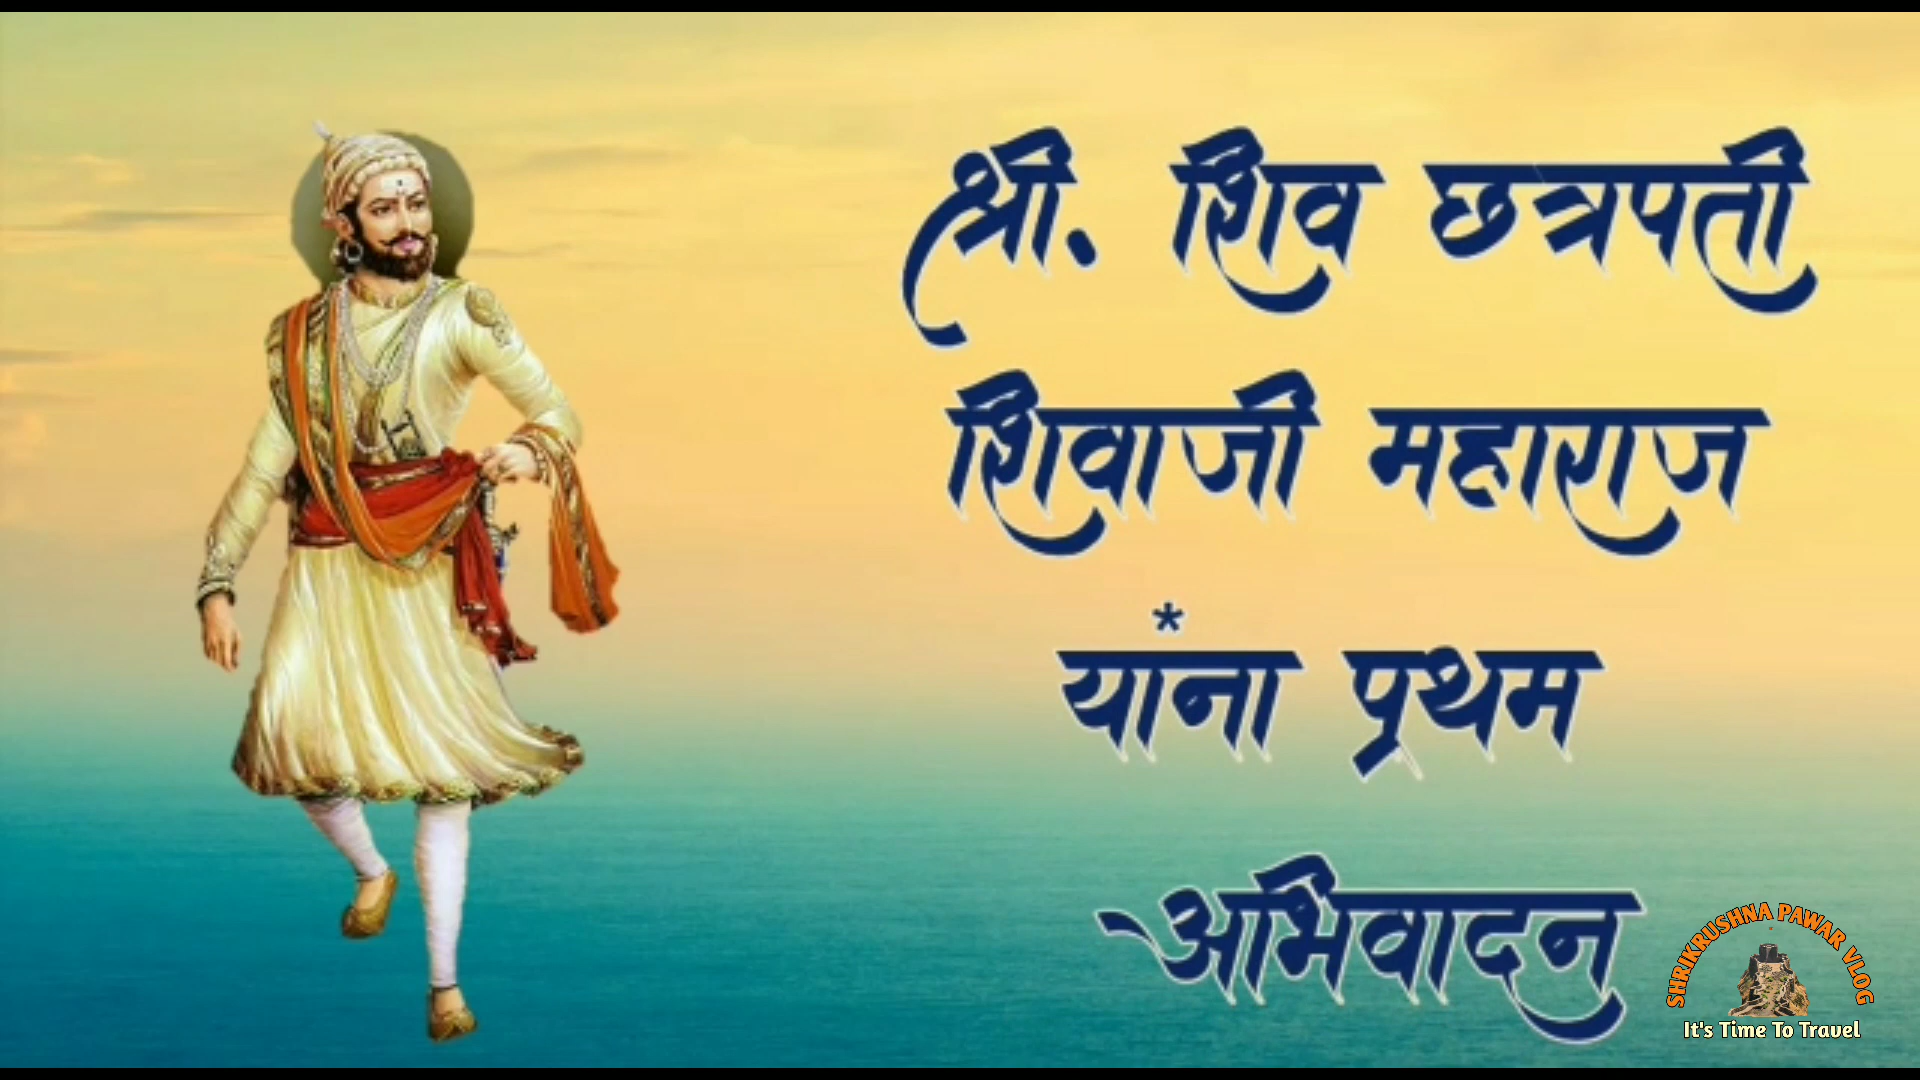 श्री. शिव छत्रपती
शिवाजी महाराज
*
यांना प्रथम
अभिवादन
SHRIKRUSHNA PAWAR VLOG
It's Time To Travel